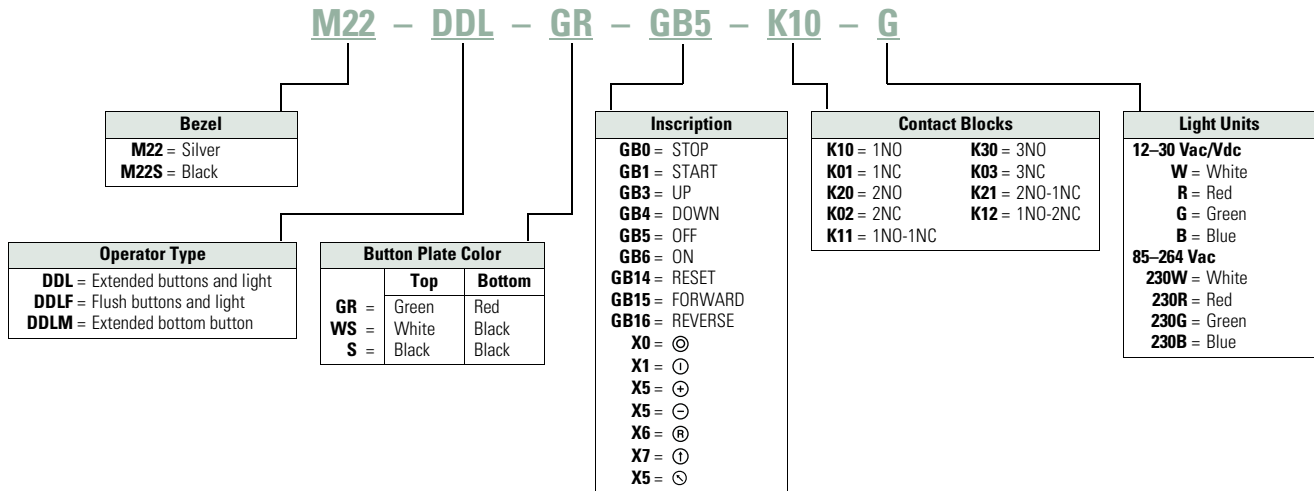 M22 – DDL – GR – GB5 – K10 – G
Bezel
M22 = Silver
M22S = Black
Operator Type
DDL = Extended buttons and light
DDLF = Flush buttons and light
DDLM = Extended bottom button
Button Plate Color
Top Bottom
GR = Green Red
WS = White Black
S = Black Black
Inscription
GB0 = STOP
GB1 = START
GB3 = UP
GB4 = DOWN
GB5 = OFF
GB6 = ON
GB14 = RESET
GB15 = FORWARD
GB16 = REVERSE
X0 = ⌾
X1 = ⏼
X5 = ⊕
X5 = ⊖
X6 = Ⓡ
X7 = ↑
X5 = ↖
Contact Blocks
K10 = 1NO K30 = 3NO
K01 = 1NC K03 = 3NC
K20 = 2NO K21 = 2NO-1NC
K02 = 2NC K12 = 1NO-2NC
K11 = 1NO-1NC
Light Units
12–30 Vac/Vdc
W = White
R = Red
G = Green
B = Blue
85–264 Vac
230W = White
230R = Red
230G = Green
230B = Blue